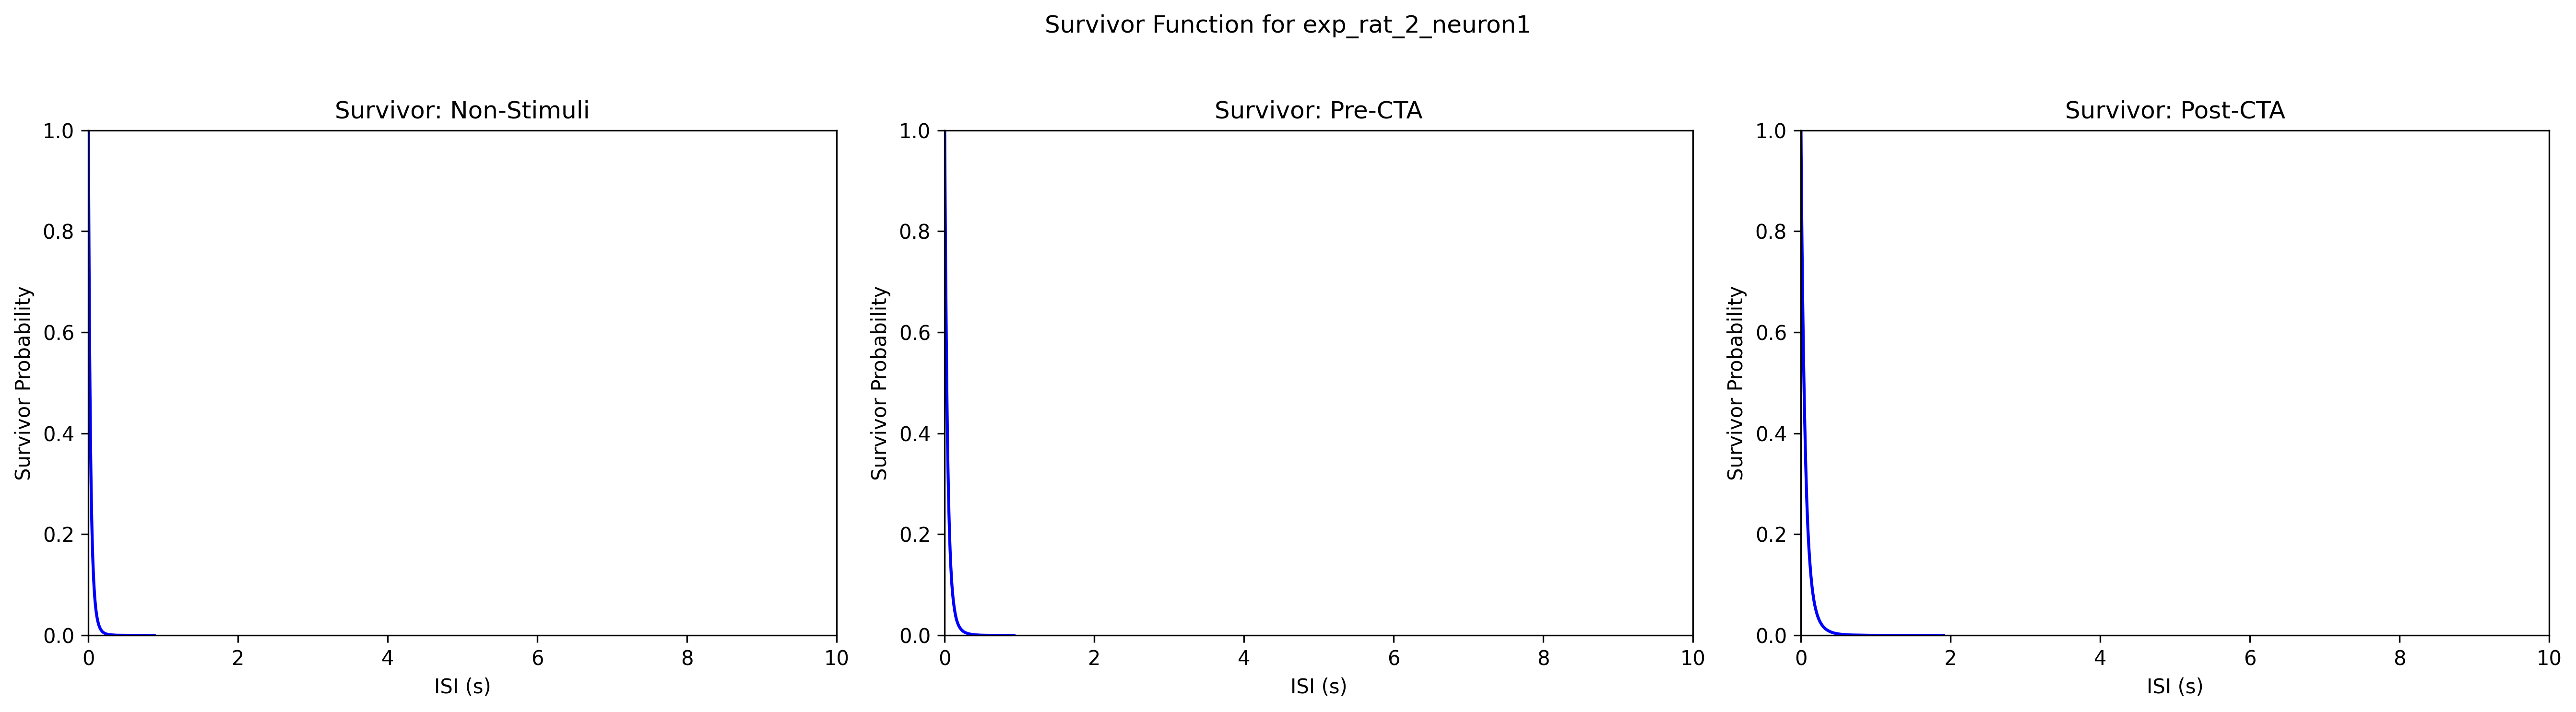 Survivor Function for exp_rat_2_neuron1
Survivor: Non-Stimuli
1.0
0.8
0.6
0.4
0.2
0.0
Survivor Probability
0 2 4 6 8 10
ISI (s)
Survivor: Pre-CTA
1.0
0.8
0.6
0.4
0.2
0.0
Survivor Probability
0 2 4 6 8 10
ISI (s)
Survivor: Post-CTA
1.0
0.8
0.6
0.4
0.2
0.0
Survivor Probability
0 2 4 6 8 10
ISI (s)